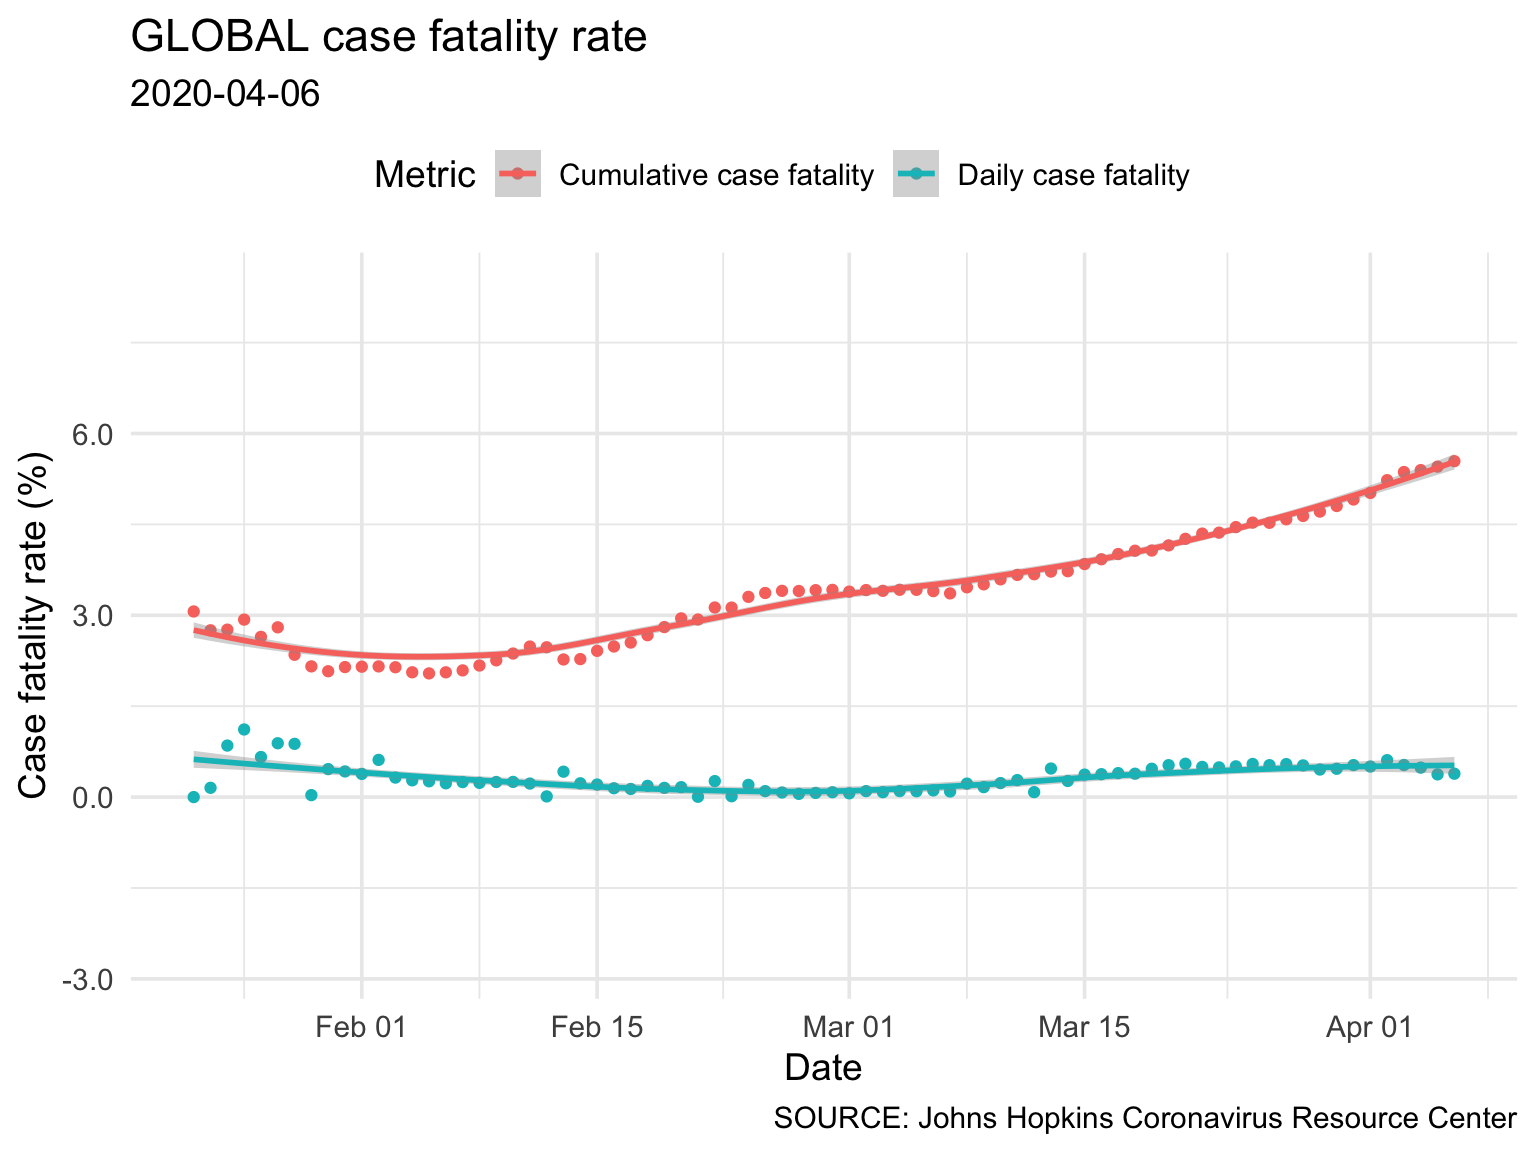 GLOBAL case fatality rate
2020-04-06
Metric Cumulative case fatality Daily case fatality
Case fatality rate (%)
6.0
3.0
0.0
-3.0
Feb 01 Feb 15 Mar 01 Mar 15 Apr 01
Date
SOURCE: Johns Hopkins Coronavirus Resource Center